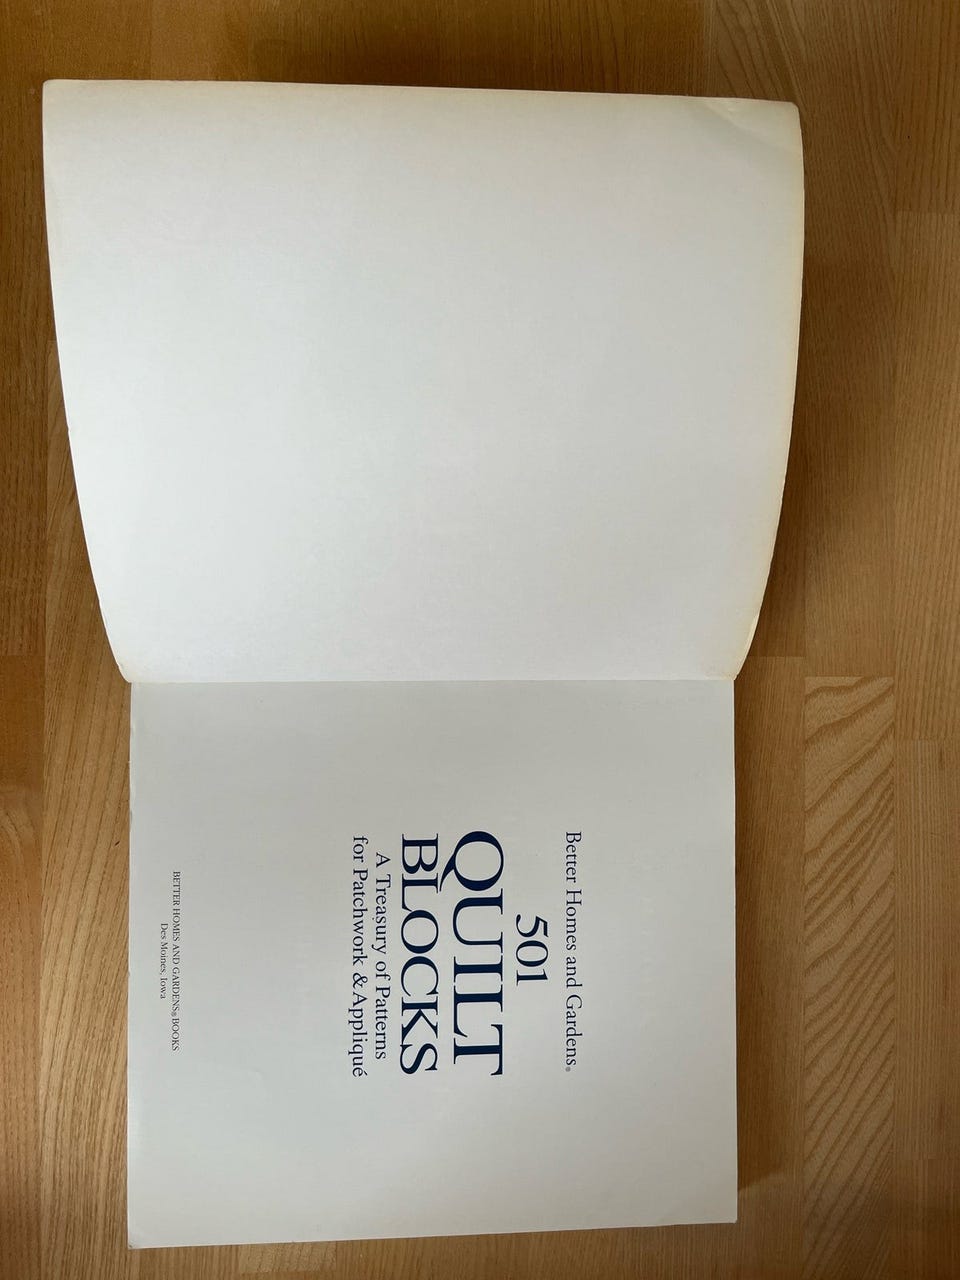 Better Homes and Gardens®
501
QUILT
BLOCKS
A Treasury of Patterns
for Patchwork & Appliqué
BETTER HOMES AND GARDENS® BOOKS
Des Moines, Iowa